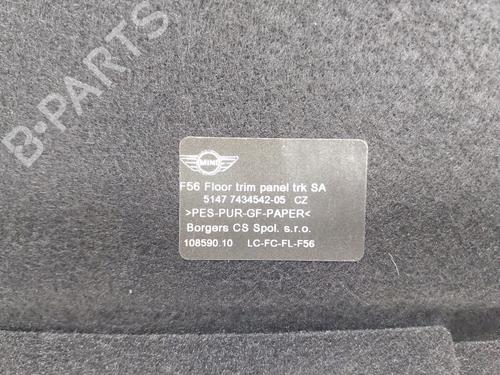 B-PARTS
MINI
F56 Floor trim panel trk SA
5147 7434542-05 CZ
>PES-PUR-GF-PAPER<
Borgers CS Spol. s.r.o.
108590.10 LC-FC-FL-F56